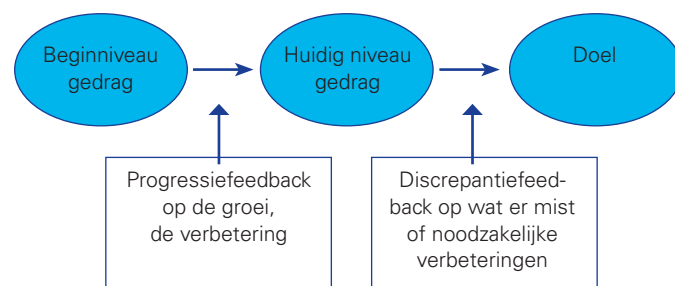 Beginniveau
gedrag
Huidig niveau
gedrag
Doel
Progressiefeedback
op de groei,
de verbetering
Discrepantiefeed-
back op wat er mist
of noodzakelijke
verbeteringen